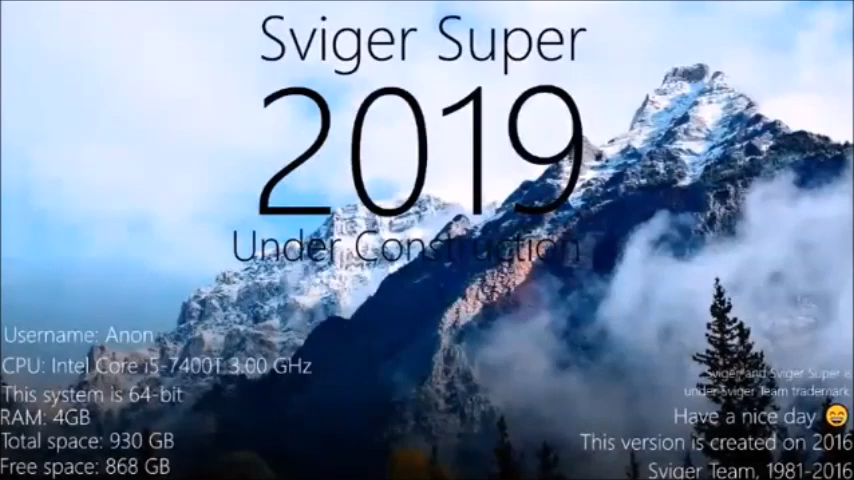 Sviger Super
2019
Under Construction
Username: Anon
CPU: Intel Core i5-7400T 3.00 GHz
This system is 64-bit
RAM: 4GB
Total space: 930 GB
Free space: 868 GB
Sviger and Sviger Super is
under Sviger Team trademark
Have a nice day 😄
This version is created on 2016
Sviger Team, 1981-2016